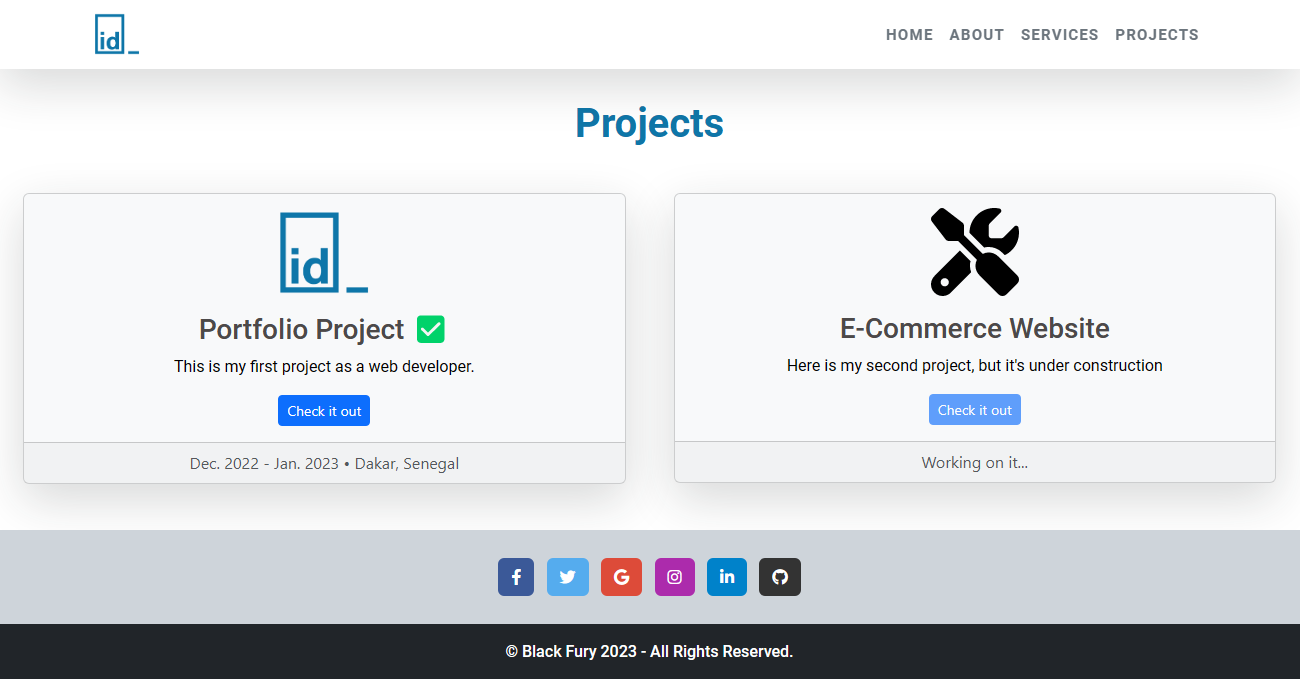 id_
HOME ABOUT SERVICES PROJECTS
Projects
id_
Portfolio Project ✅
This is my first project as a web developer.
Check it out
Dec. 2022 - Jan. 2023 • Dakar, Senegal
E-Commerce Website
Here is my second project, but it's under construction
Check it out
Working on it...
© Black Fury 2023 - All Rights Reserved.